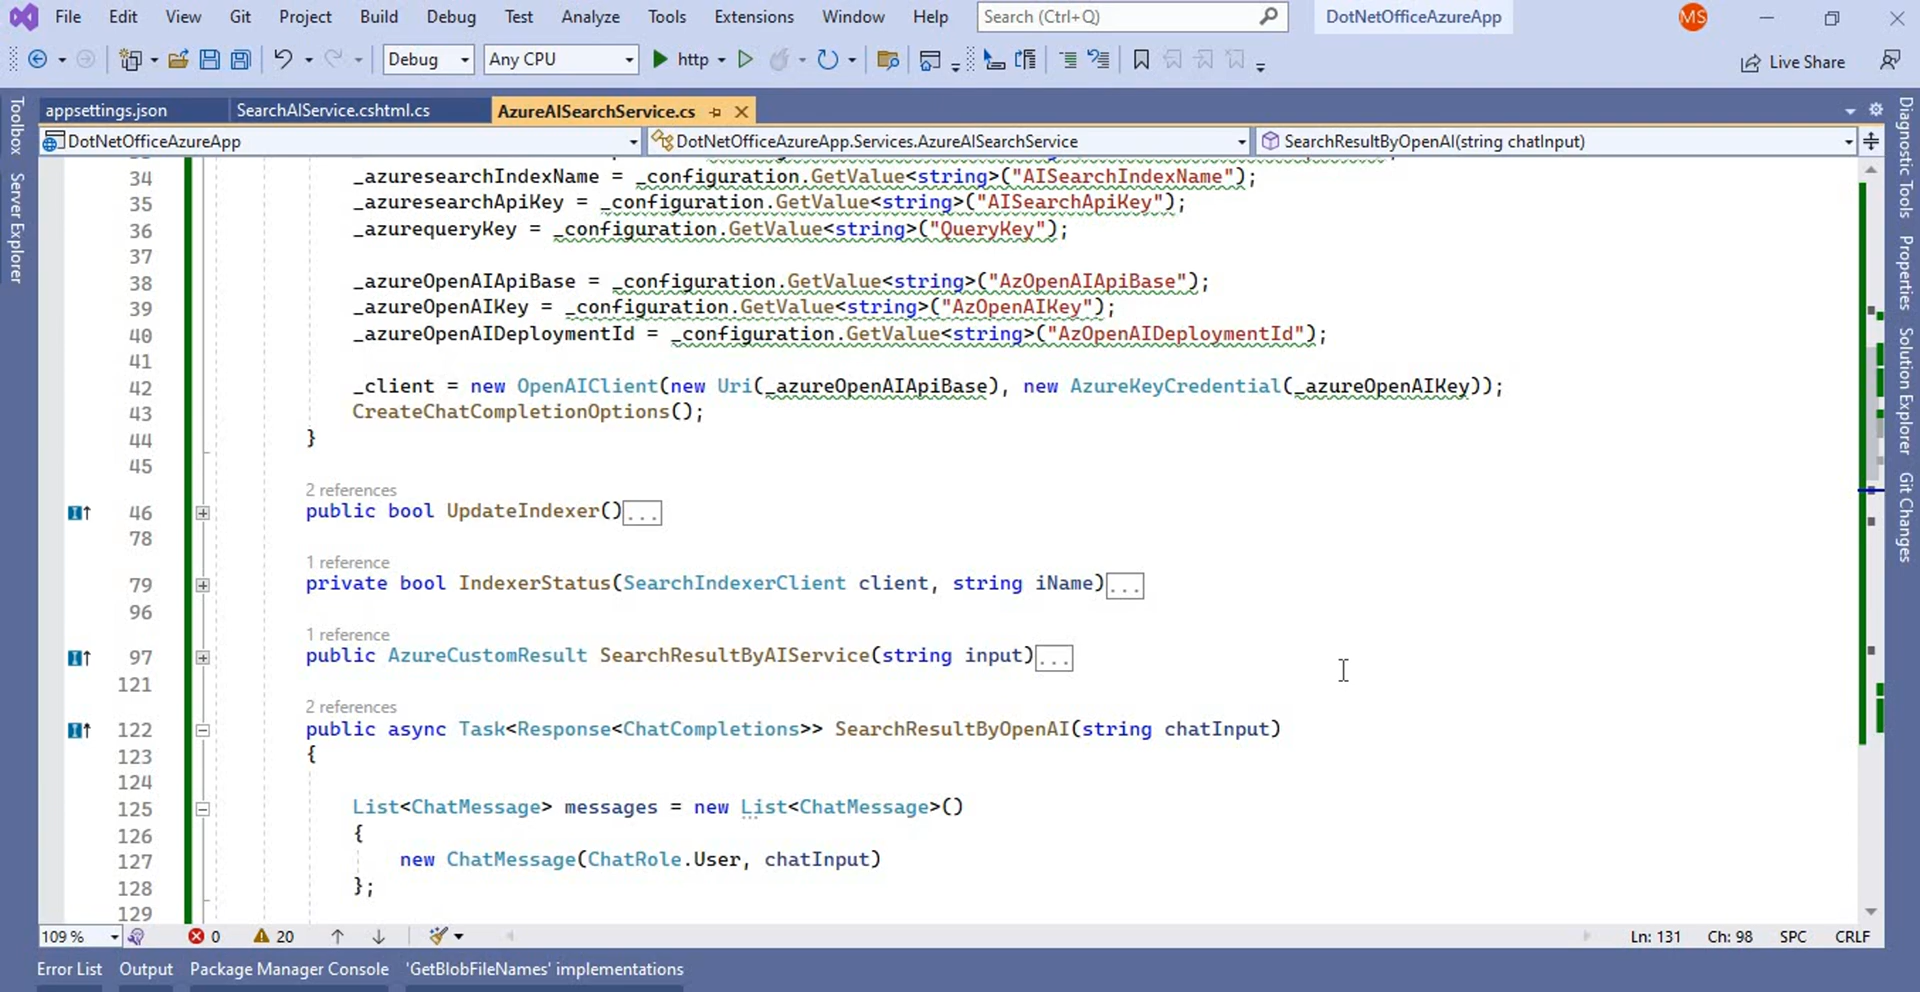 File Edit View Git Project Build Debug Test Analyze Tools Extensions Window Help Search (Ctrl+Q) DotNetOfficeAzureApp MS
Debug Any CPU http Live Share
appsettings.json SearchAIService.cshtml.cs AzureAISearchService.cs
DotNetOfficeAzureApp DotNetOfficeAzureApp.Services.AzureAISearchService SearchResultByOpenAI(string chatInput)
Toolbox
Server Explorer
34 _azuresearchIndexName = _configuration.GetValue<string>("AISearchIndexName");
35 _azuresearchApiKey = _configuration.GetValue<string>("AISearchApiKey");
36 _azurequeryKey = _configuration.GetValue<string>("QueryKey");
37
38 _azureOpenAIApiBase = _configuration.GetValue<string>("AzOpenAIApiBase");
39 _azureOpenAIKey = _configuration.GetValue<string>("AzOpenAIKey");
40 _azureOpenAIDeploymentId = _configuration.GetValue<string>("AzOpenAIDeploymentId");
41
42 _client = new OpenAIClient(new Uri(_azureOpenAIApiBase), new AzureKeyCredential(_azureOpenAIKey));
43 CreateChatCompletionOptions();
44 }
45
2 references
46 public bool UpdateIndexer()...
78
1 reference
79 private bool IndexerStatus(SearchIndexerClient client, string iName)...
96
1 reference
97 public AzureCustomResult SearchResultByAIService(string input)...
121
2 references
122 public async Task<Response<ChatCompletions>> SearchResultByOpenAI(string chatInput)
123 {
124
125 List<ChatMessage> messages = new List<ChatMessage>()
126 {
127 new ChatMessage(ChatRole.User, chatInput)
128 };
129
Diagnostic Tools
Properties
Solution Explorer
Git Changes
109 % 0 20 Ln: 131 Ch: 98 SPC CRLF
Error List Output Package Manager Console 'GetBlobFileNames' implementations